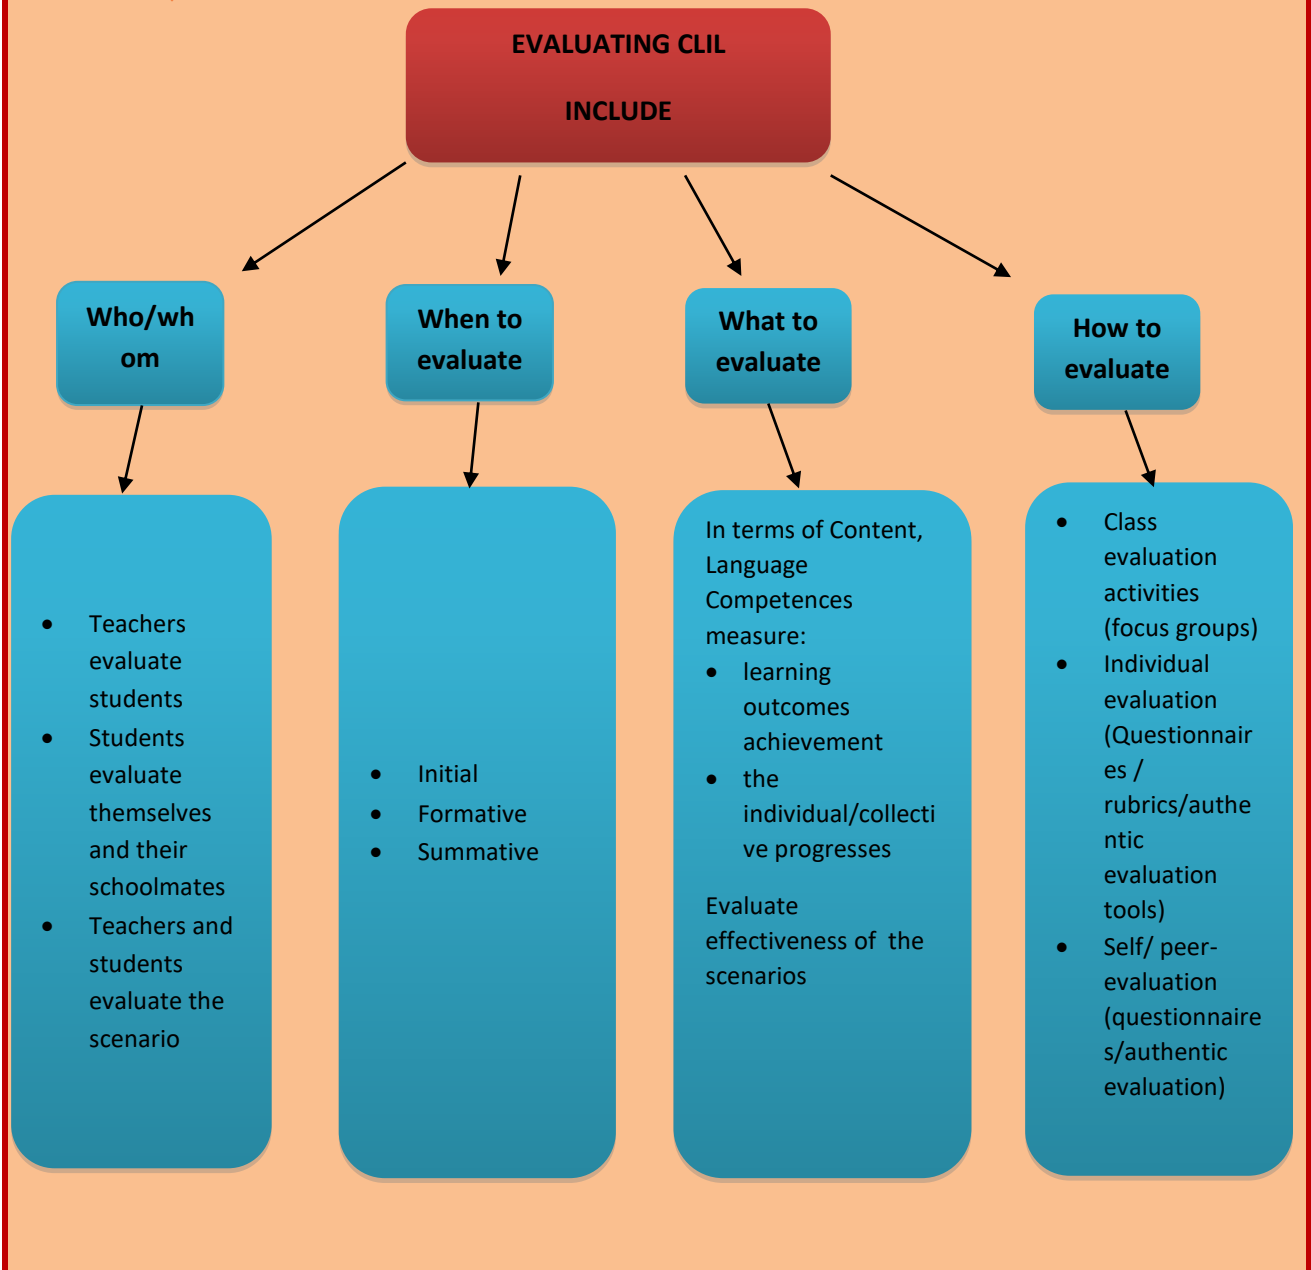 EVALUATING CLIL
INCLUDE
Who/wh
om
When to
evaluate
What to
evaluate
How to
evaluate
• Teachers
evaluate
students
• Students
evaluate
themselves
and their
schoolmates
• Teachers and
students
evaluate the
scenario
• Initial
• Formative
• Summative
In terms of Content,
Language
Competences
measure:
• learning
outcomes
achievement
• the
individual/collecti
ve progresses
Evaluate
effectiveness of the
scenarios
• Class
evaluation
activities
(focus groups)
• Individual
evaluation
(Questionnair
es /
rubrics/authe
ntic
evaluation
tools)
• Self/ peer-
evaluation
(questionnaire
s/authentic
evaluation)